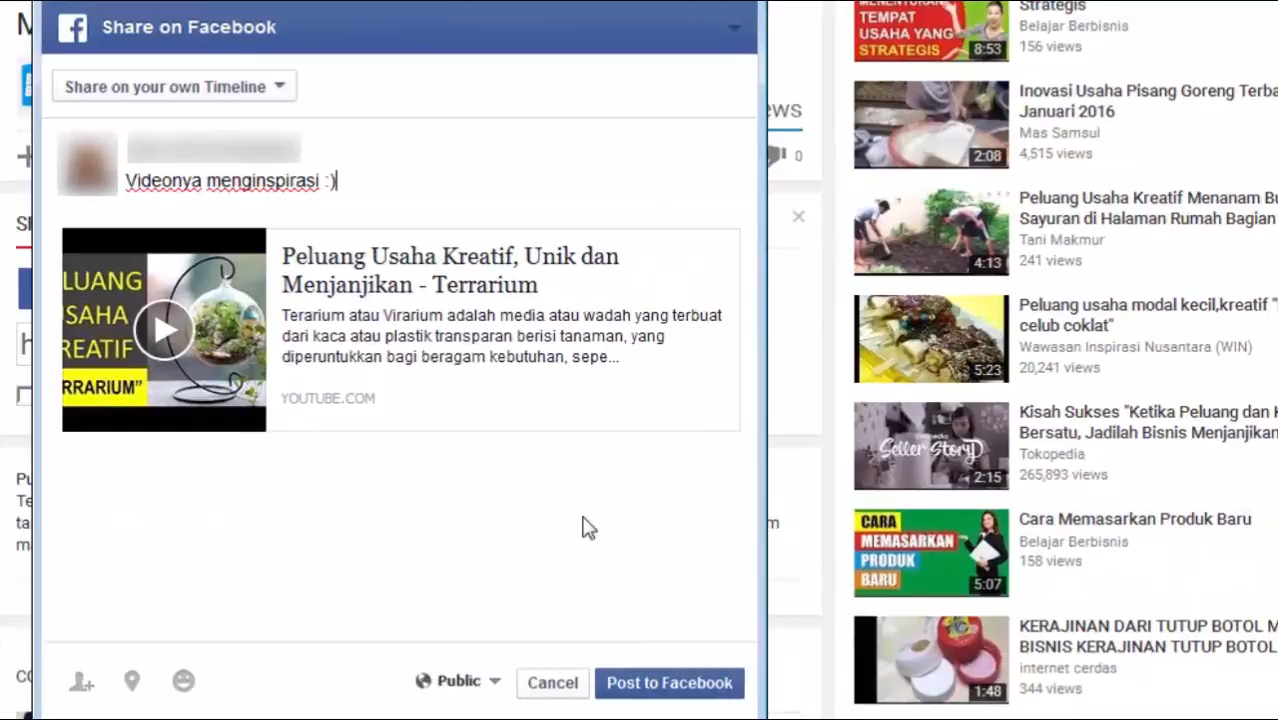 Share on Facebook
Share on your own Timeline
Videonya menginspirasi :)
LUANG
USAHA
REATIF
RRARIUM"
Peluang Usaha Kreatif, Unik dan
Menjanjikan - Terrarium
Terarium atau Virarium adalah media atau wadah yang terbuat
dari kaca atau plastik transparan berisi tanaman, yang
diperuntukkan bagi beragam kebutuhan, sepe...
YOUTUBE.COM
Public
Cancel
Post to Facebook
ews
0
TEMPAT
USAHA YANG
STRATEGIS
8:53
Strategis
Belajar Berbisnis
156 views
2:08
Inovasi Usaha Pisang Goreng Terba
Januari 2016
Mas Samsul
4,515 views
4:13
Peluang Usaha Kreatif Menanam Bu
Sayuran di Halaman Rumah Bagian
Tani Makmur
241 views
5:23
Peluang usaha modal kecil,kreatif "
celub coklat"
Wawasan Inspirasi Nusantara (WIN)
20,241 views
Seller Story
2:15
Kisah Sukses "Ketika Peluang dan K
Bersatu, Jadilah Bisnis Menjanjikan
Tokopedia
265,893 views
CARA
MEMASARKAN
PRODUK
BARU
5:07
Cara Memasarkan Produk Baru
Belajar Berbisnis
158 views
1:48
KERAJINAN DARI TUTUP BOTOL M
BISNIS KERAJINAN TUTUP BOTOL
internet cerdas
344 views